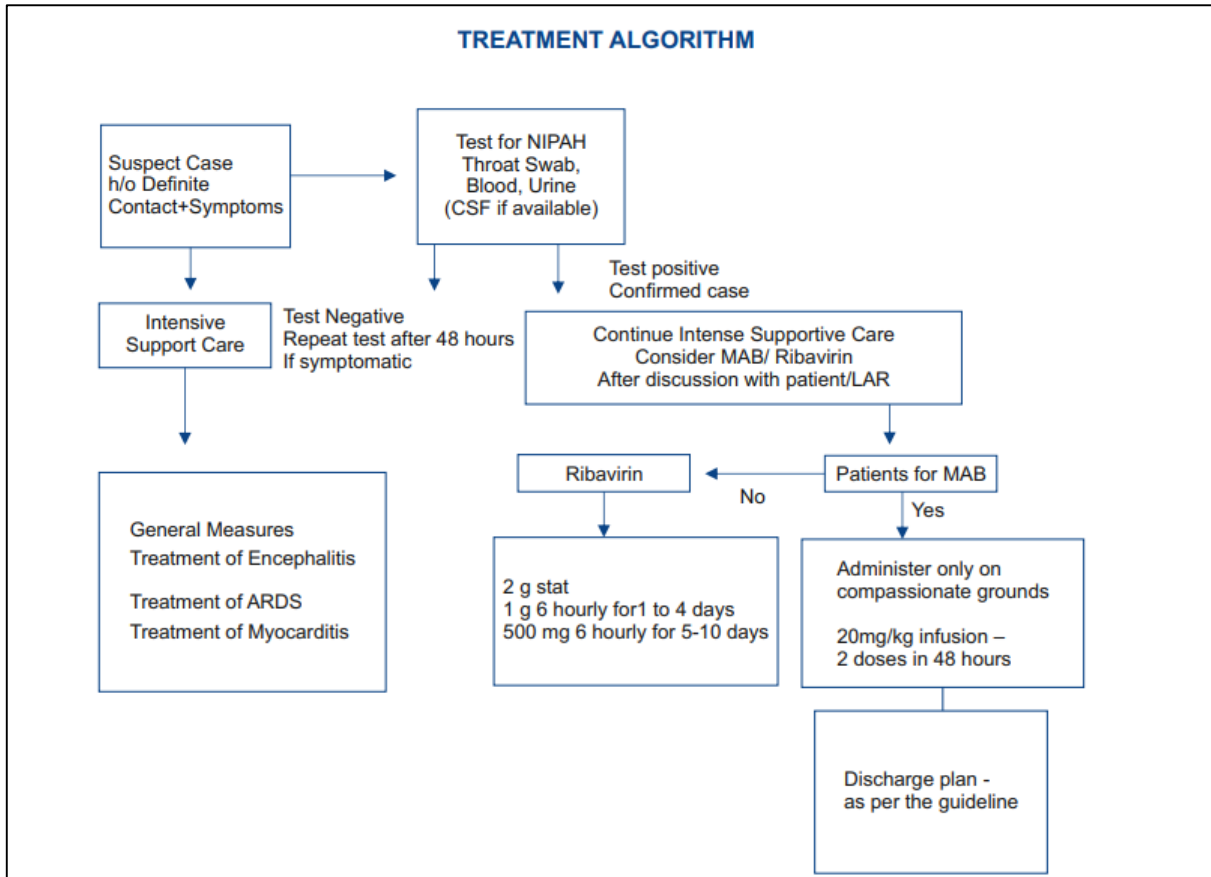 TREATMENT ALGORITHM
Suspect Case
h/o Definite
Contact+Symptoms
Test for NIPAH
Throat Swab,
Blood, Urine
(CSF if available)
Intensive
Support Care
Test Negative
Repeat test after 48 hours
If symptomatic
Test positive
Confirmed case
Continue Intense Supportive Care
Consider MAB/ Ribavirin
After discussion with patient/LAR
General Measures
Treatment of Encephalitis
Treatment of ARDS
Treatment of Myocarditis
Ribavirin
No
Patients for MAB
Yes
2 g stat
1 g 6 hourly for1 to 4 days
500 mg 6 hourly for 5-10 days
Administer only on
compassionate grounds
20mg/kg infusion –
2 doses in 48 hours
Discharge plan -
as per the guideline